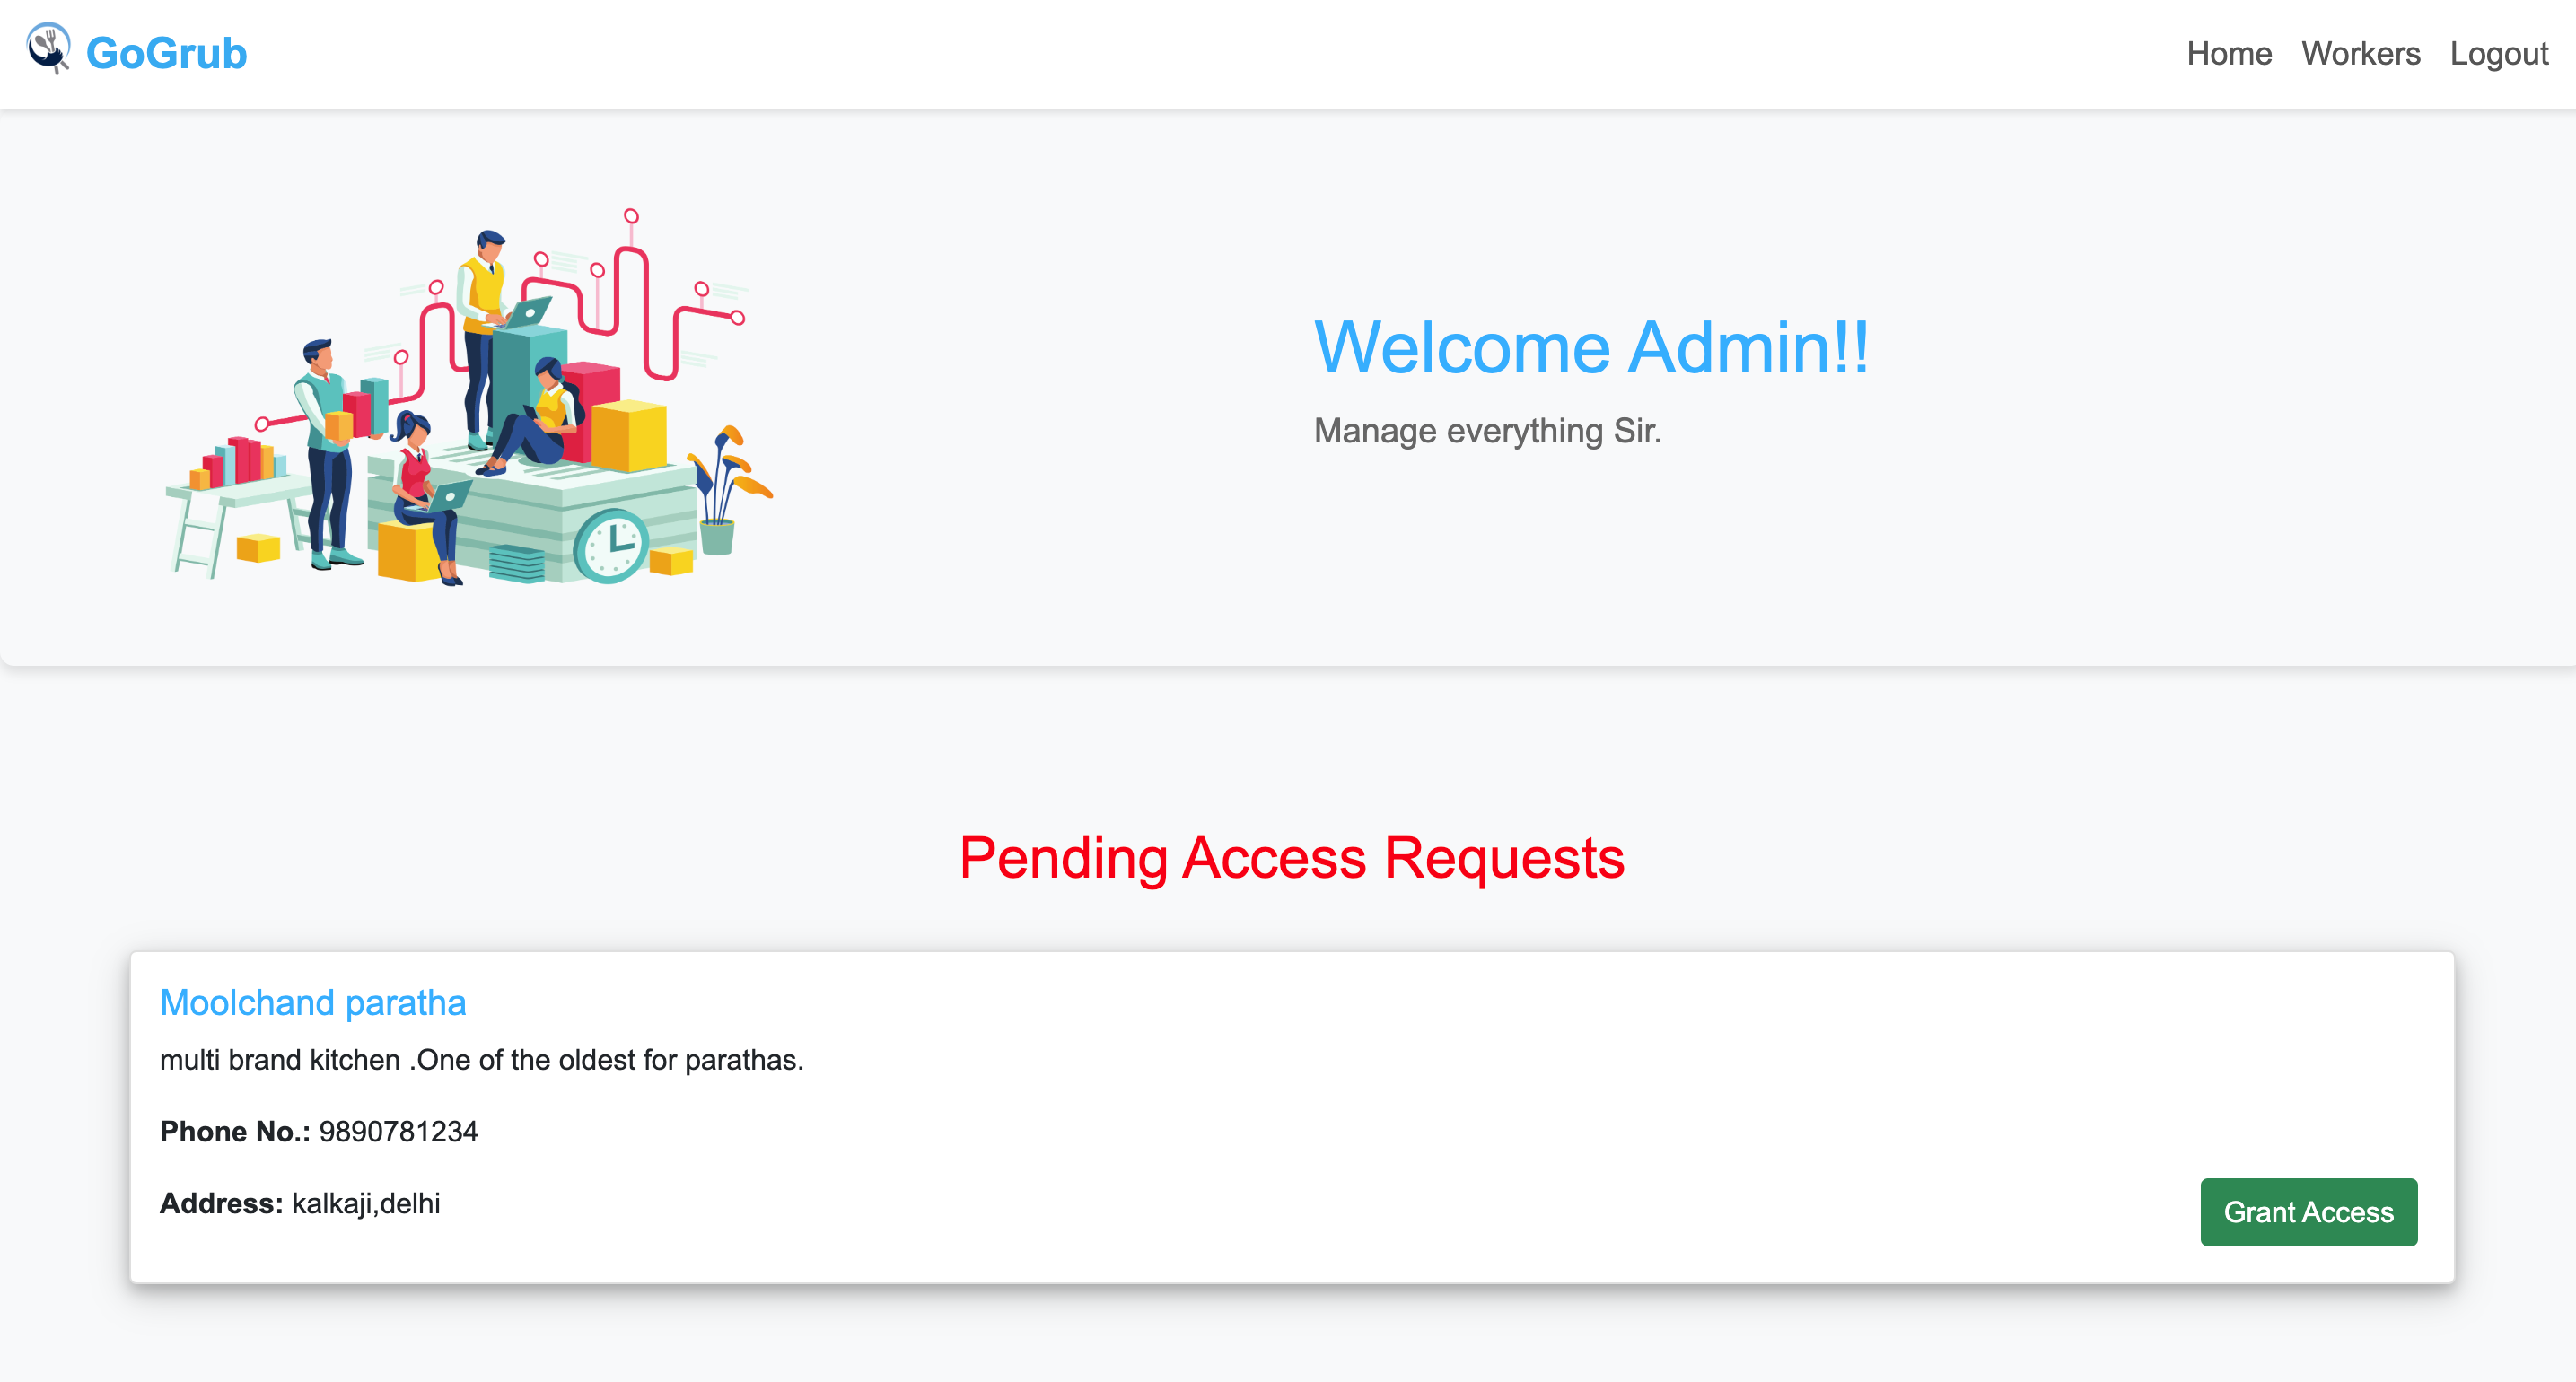 GoGrub
Home Workers Logout
Welcome Admin!!
Manage everything Sir.
Pending Access Requests
Moolchand paratha
multi brand kitchen .One of the oldest for parathas.
Phone No.: 9890781234
Address: kalkaji,delhi
Grant Access